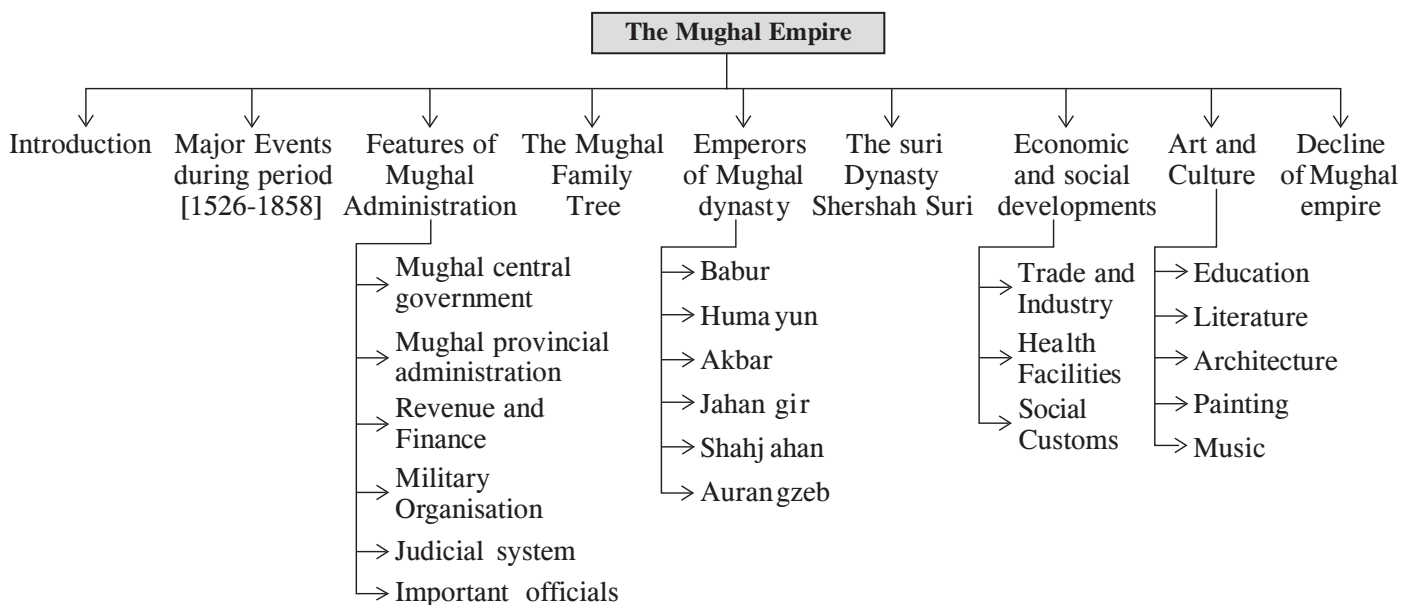 The Mughal Empire
Introduction
Major Events
during period
[1526-1858]
Features of
Mughal
Administration
Mughal central
government
Mughal provincial
administration
Revenue and
Finance
Military
Organisation
Judicial system
Important officials
The Mughal
Family
Tree
Emperors
of Mughal
dynasty
Babur
Huma yun
Akbar
Jahan gir
Shahj ahan
Auran gzeb
The suri
Dynasty
Shershah Suri
Economic
and social
developments
Trade and
Industry
Health
Facilities
Social
Customs
Art and
Culture
Education
Literature
Architecture
Painting
Music
Decline
of Mughal
empire